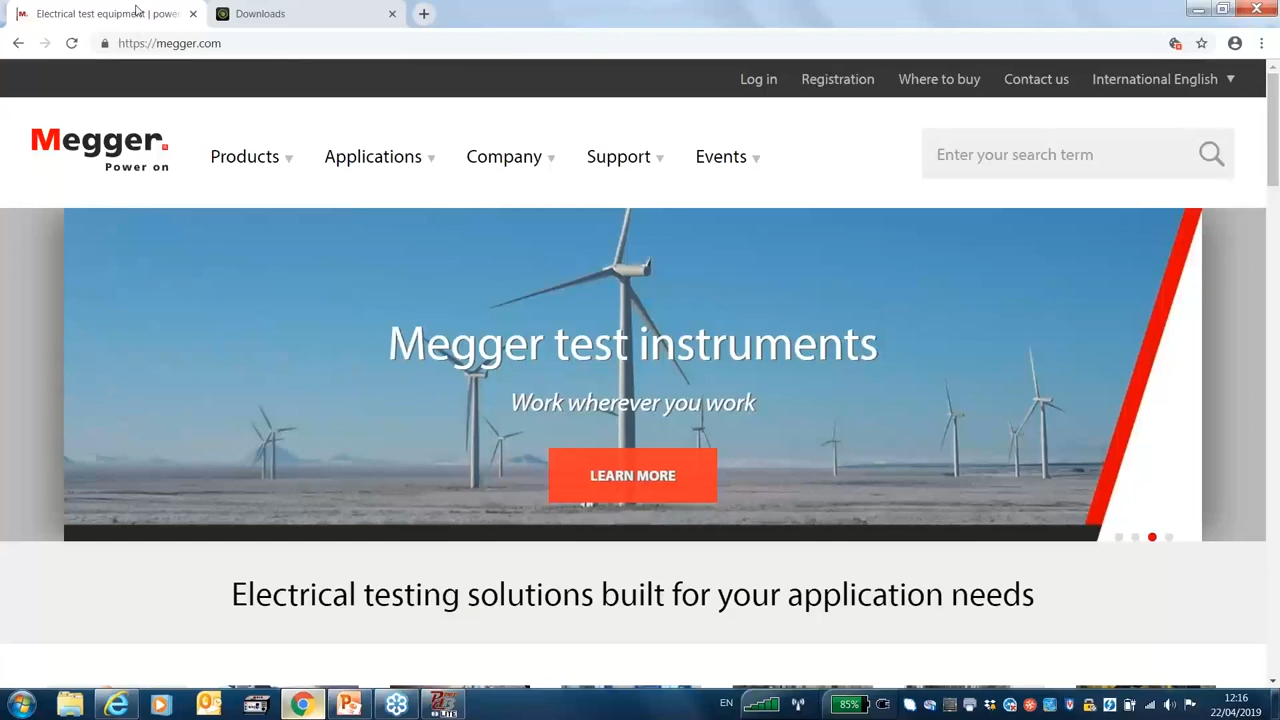 Electrical test equipment | power
Downloads
https://megger.com
Log in
Registration
Where to buy
Contact us
International English
Megger.
Power on
Products
Applications
Company
Support
Events
Enter your search term
Megger test instruments
Work wherever you work
LEARN MORE
Electrical testing solutions built for your application needs
EN
85%
12:16
22/04/2019